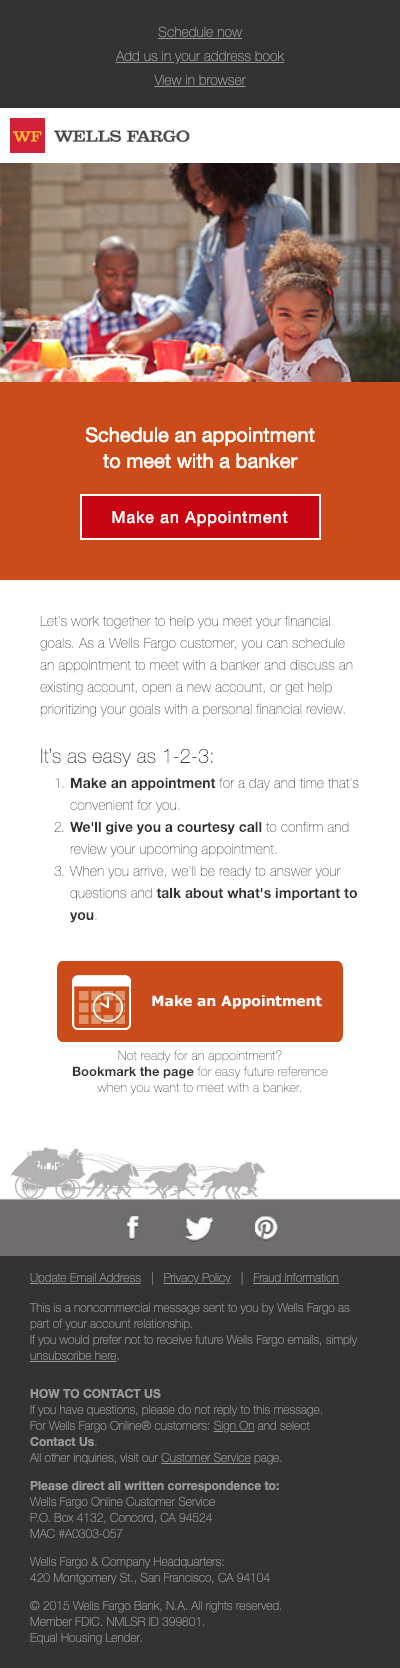 Schedule now
Add us in your address book
View in browser
WF WELLS FARGO
Schedule an appointment
to meet with a banker
Make an Appointment
Let's work together to help you meet your financial
goals. As a Wells Fargo customer, you can schedule
an appointment to meet with a banker and discuss an
existing account, open a new account, or get help
prioritizing your goals with a personal financial review.
It's as easy as 1-2-3:
1. Make an appointment for a day and time that's
convenient for you.
2. We'll give you a courtesy call to confirm and
review your upcoming appointment.
3. When you arrive, we'll be ready to answer your
questions and talk about what's important to
you.
Make an Appointment
Not ready for an appointment?
Bookmark the page for easy future reference
when you want to meet with a banker.
Update Email Address | Privacy Policy | Fraud Information
This is a noncommercial message sent to you by Wells Fargo as
part of your account relationship.
If you would prefer not to receive future Wells Fargo emails, simply
unsubscribe here.
HOW TO CONTACT US
If you have questions, please do not reply to this message.
For Wells Fargo Online® customers: Sign On and select
Contact Us.
All other inquiries, visit our Customer Service page.
Please direct all written correspondence to:
Wells Fargo Online Customer Service
P.O. Box 4132, Concord, CA 94524
MAC #A0303-057
Wells Fargo & Company Headquarters:
420 Montgomery St., San Francisco, CA 94104
© 2015 Wells Fargo Bank, N.A. All rights reserved.
Member FDIC. NMLSR ID 399801.
Equal Housing Lender.